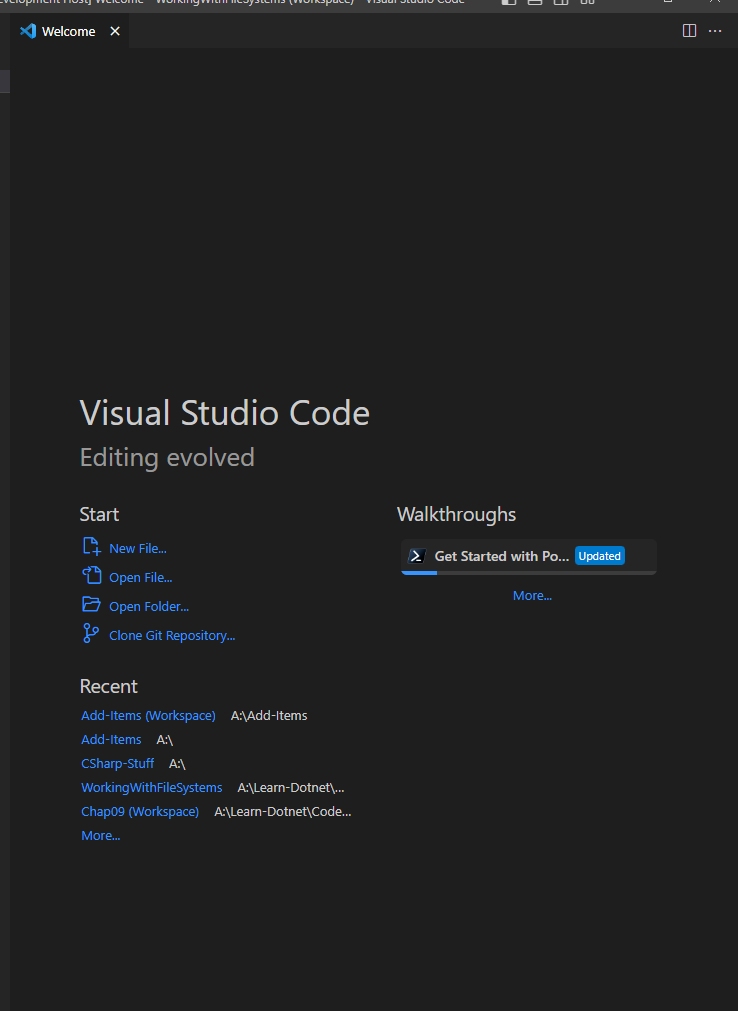 evelopment Host] Welcome - WorkingWithFileSystems (Workspace) - Visual Studio Code
Welcome
Visual Studio Code
Editing evolved
Start
New File...
Open File...
Open Folder...
Clone Git Repository...
Recent
Add-Items (Workspace) A:\Add-Items
Add-Items A:\
CSharp-Stuff A:\
WorkingWithFileSystems A:\Learn-Dotnet\...
Chap09 (Workspace) A:\Learn-Dotnet\Code...
More...
Walkthroughs
Get Started with Po... Updated
More...